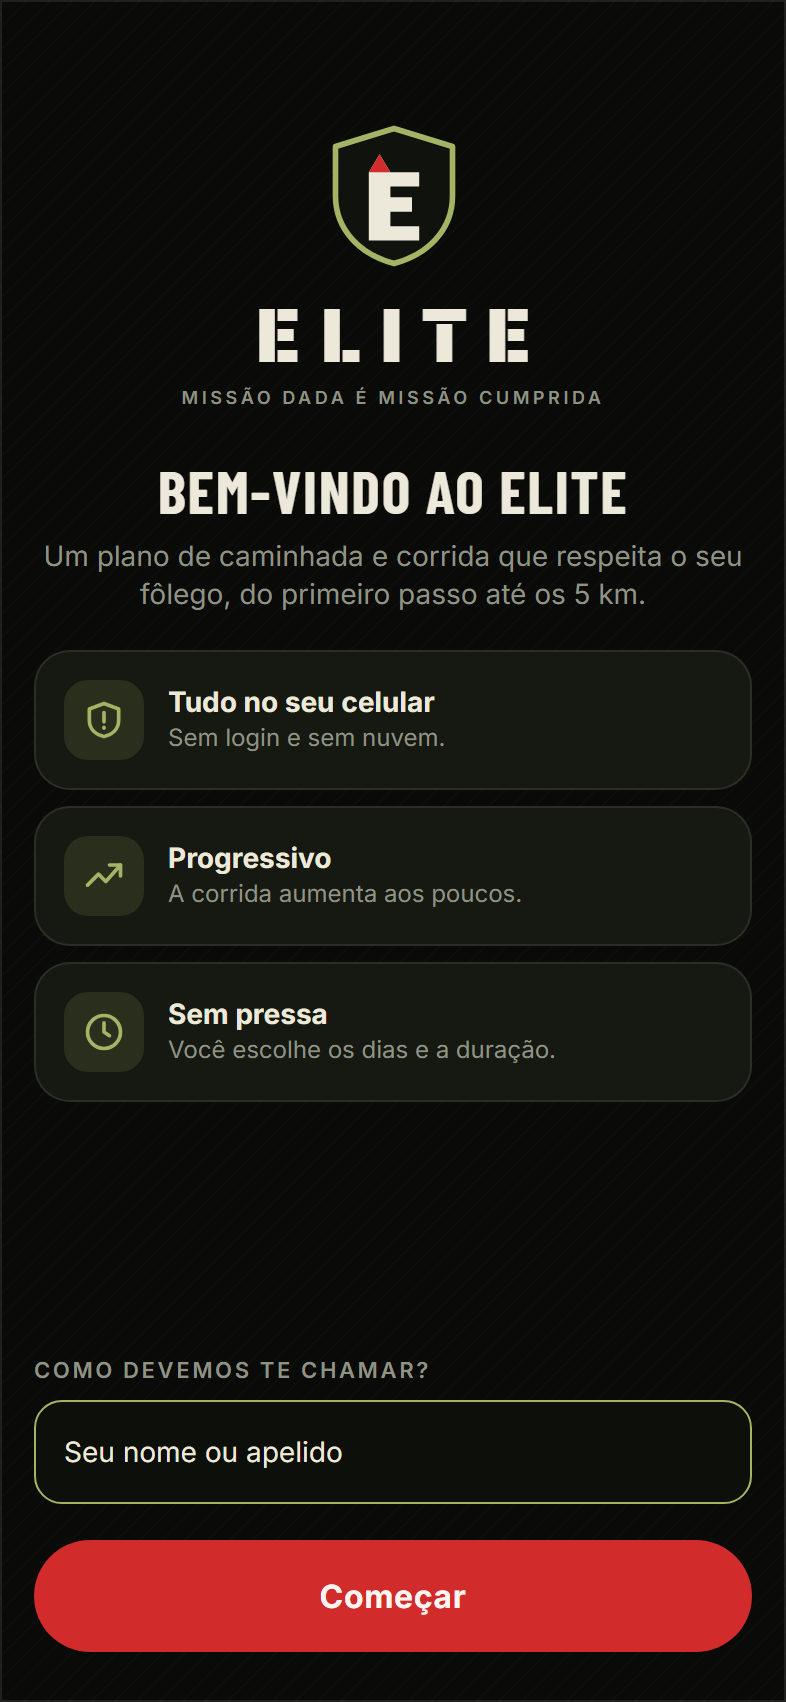 E
ELITE
MISSÃO DADA É MISSÃO CUMPRIDA
BEM-VINDO AO ELITE
Um plano de caminhada e corrida que respeita o seu
fôlego, do primeiro passo até os 5 km.
Tudo no seu celular
Sem login e sem nuvem.
Progressivo
A corrida aumenta aos poucos.
Sem pressa
Você escolhe os dias e a duração.
COMO DEVEMOS TE CHAMAR?
Seu nome ou apelido
Começar